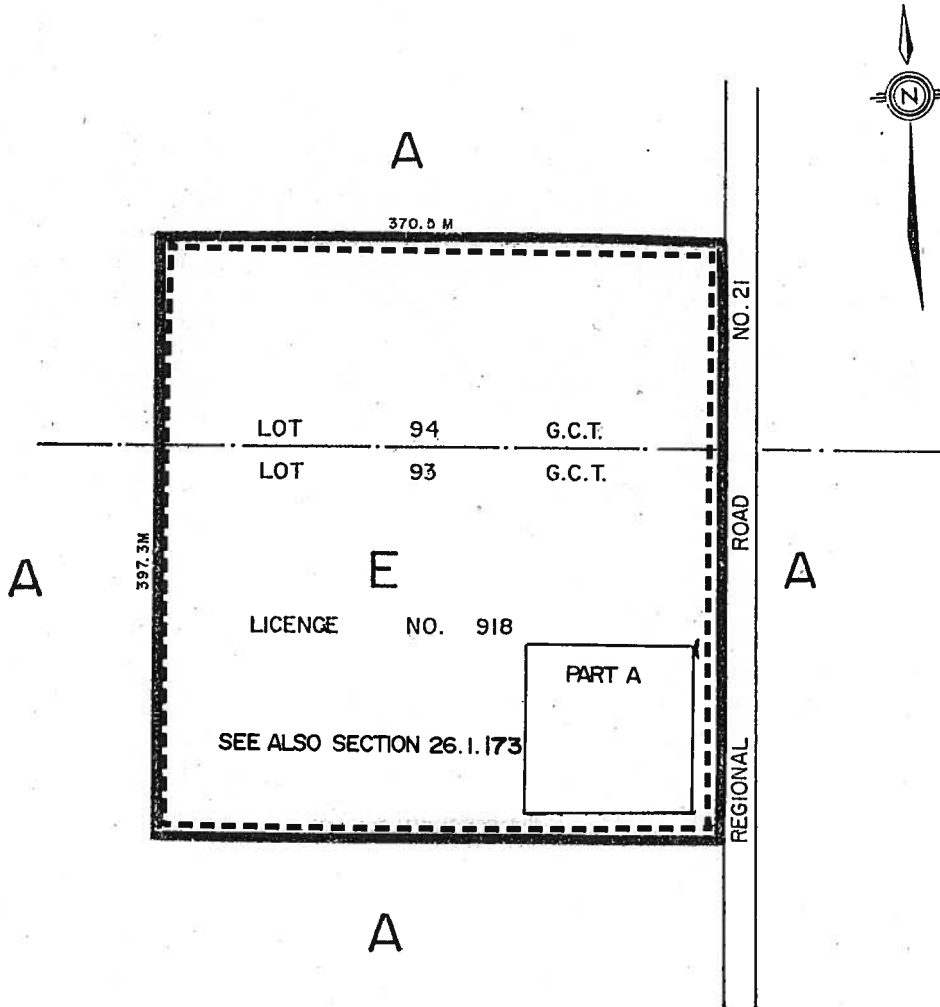 N
A
370.5 M
NO. 21
LOT 94 G.C.T.
LOT 93 G.C.T.
ROAD
397.3M
A
E
A
LICENCE NO. 918
PART A
SEE ALSO SECTION 26.1.173
REGIONAL
A